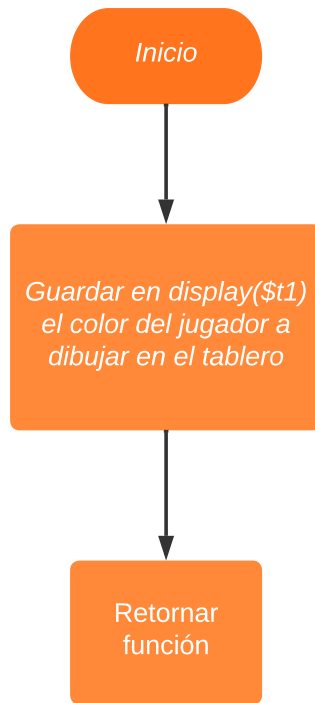 Inicio
Guardar en display($t1)
el color del jugador a
dibujar en el tablero
Retornar
función